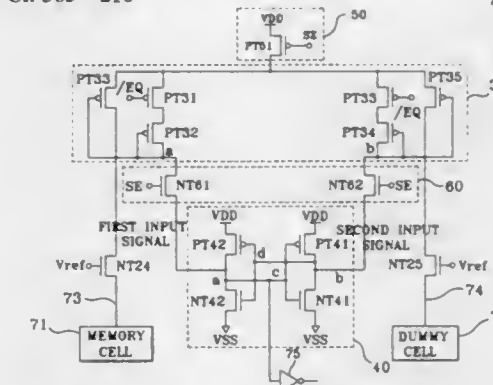 50
VDD
PT51
SE
PT33
/EQ
PT31
PT33
PT35
/EQ
PT32
PT34
a
b
SE
NT61
NT62
SE
60
FIRST INPUT
SIGNAL
VDD
VDD
SECOND INPUT
SIGNAL
PT42
d
PT41
a
c
b
NT42
NT41
Vref
NT24
NT25
Vref
73
74
VSS
VSS
71
MEMORY
CELL
75
40
DUMMY
CELL